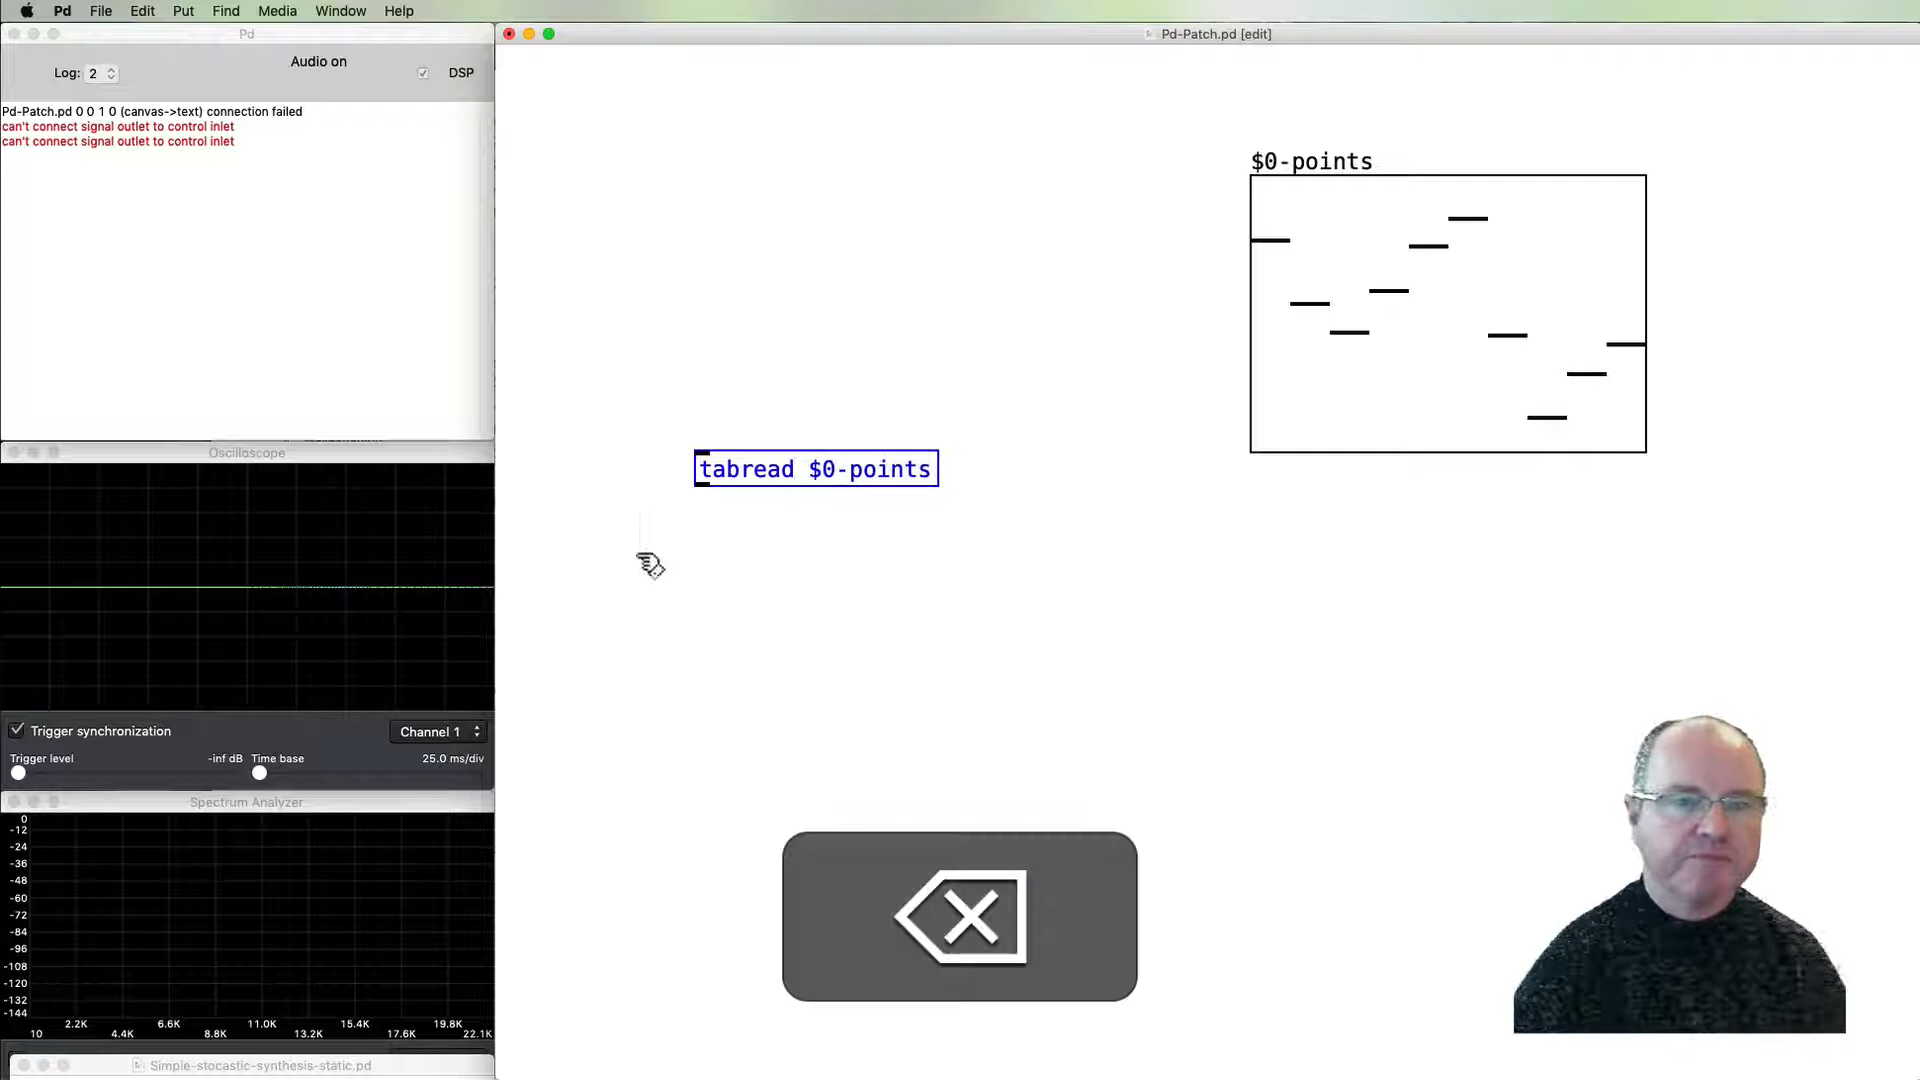 Pd File Edit Put Find Media Window Help
Pd
Audio on
Log: 2
DSP
Pd-Patch.pd 0 0 1 0 (canvas->text) connection failed
can't connect signal outlet to control inlet
can't connect signal outlet to control inlet
Oscilloscope
Trigger synchronization
Channel 1
Trigger level
-inf dB
Time base
25.0 ms/div
Spectrum Analyzer
0
-12
-24
-36
-48
-60
-72
-84
-96
-108
-120
-132
-144
2.2K 6.6K 11.0K 15.4K 19.8K
10 4.4K 8.8K 13.2K 17.6K 22.1K
Simple-stocastic-synthesis-static.pd
Pd-Patch.pd [edit]
$0-points
tabread $0-points